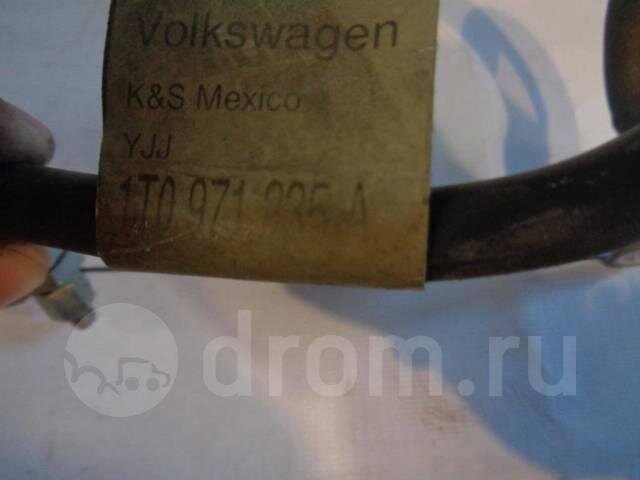 Volkswagen
K&S Mexico
YJJ
1T0 971 235 A
drom.ru